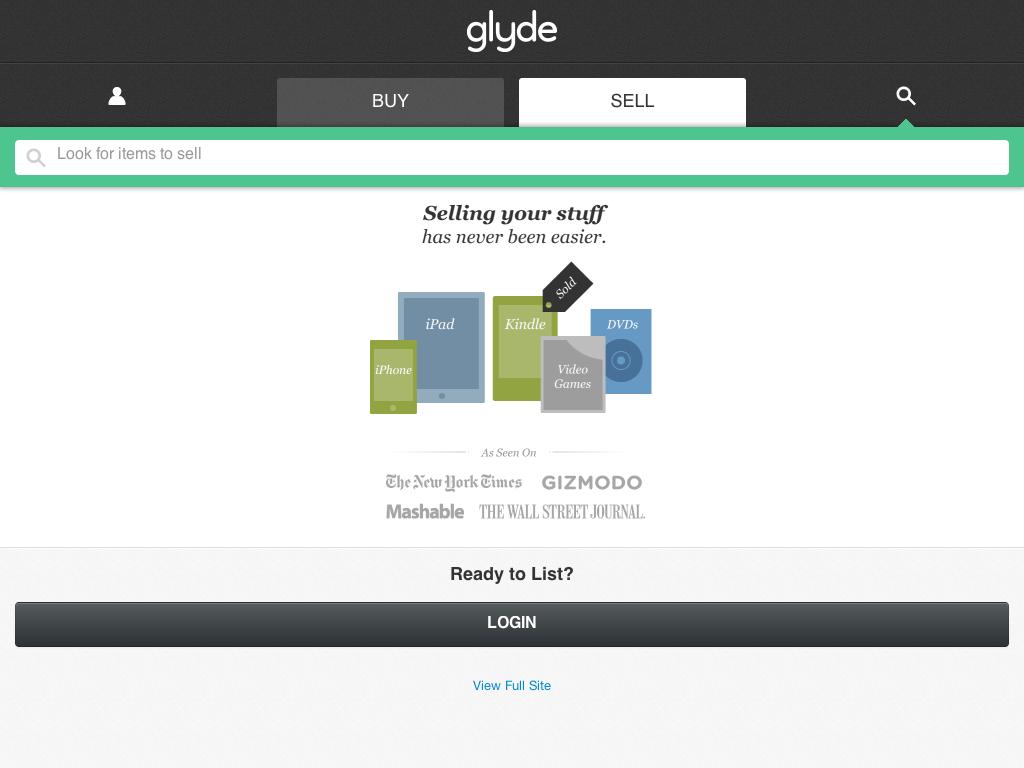 glyde
BUY
SELL
Look for items to sell
Selling your stuff
has never been easier.
Sold
iPad
Kindle
DVDs
iPhone
Video
Games
As Seen On
The New York Times
GIZMODO
Mashable
THE WALL STREET JOURNAL.
Ready to List?
LOGIN
View Full Site